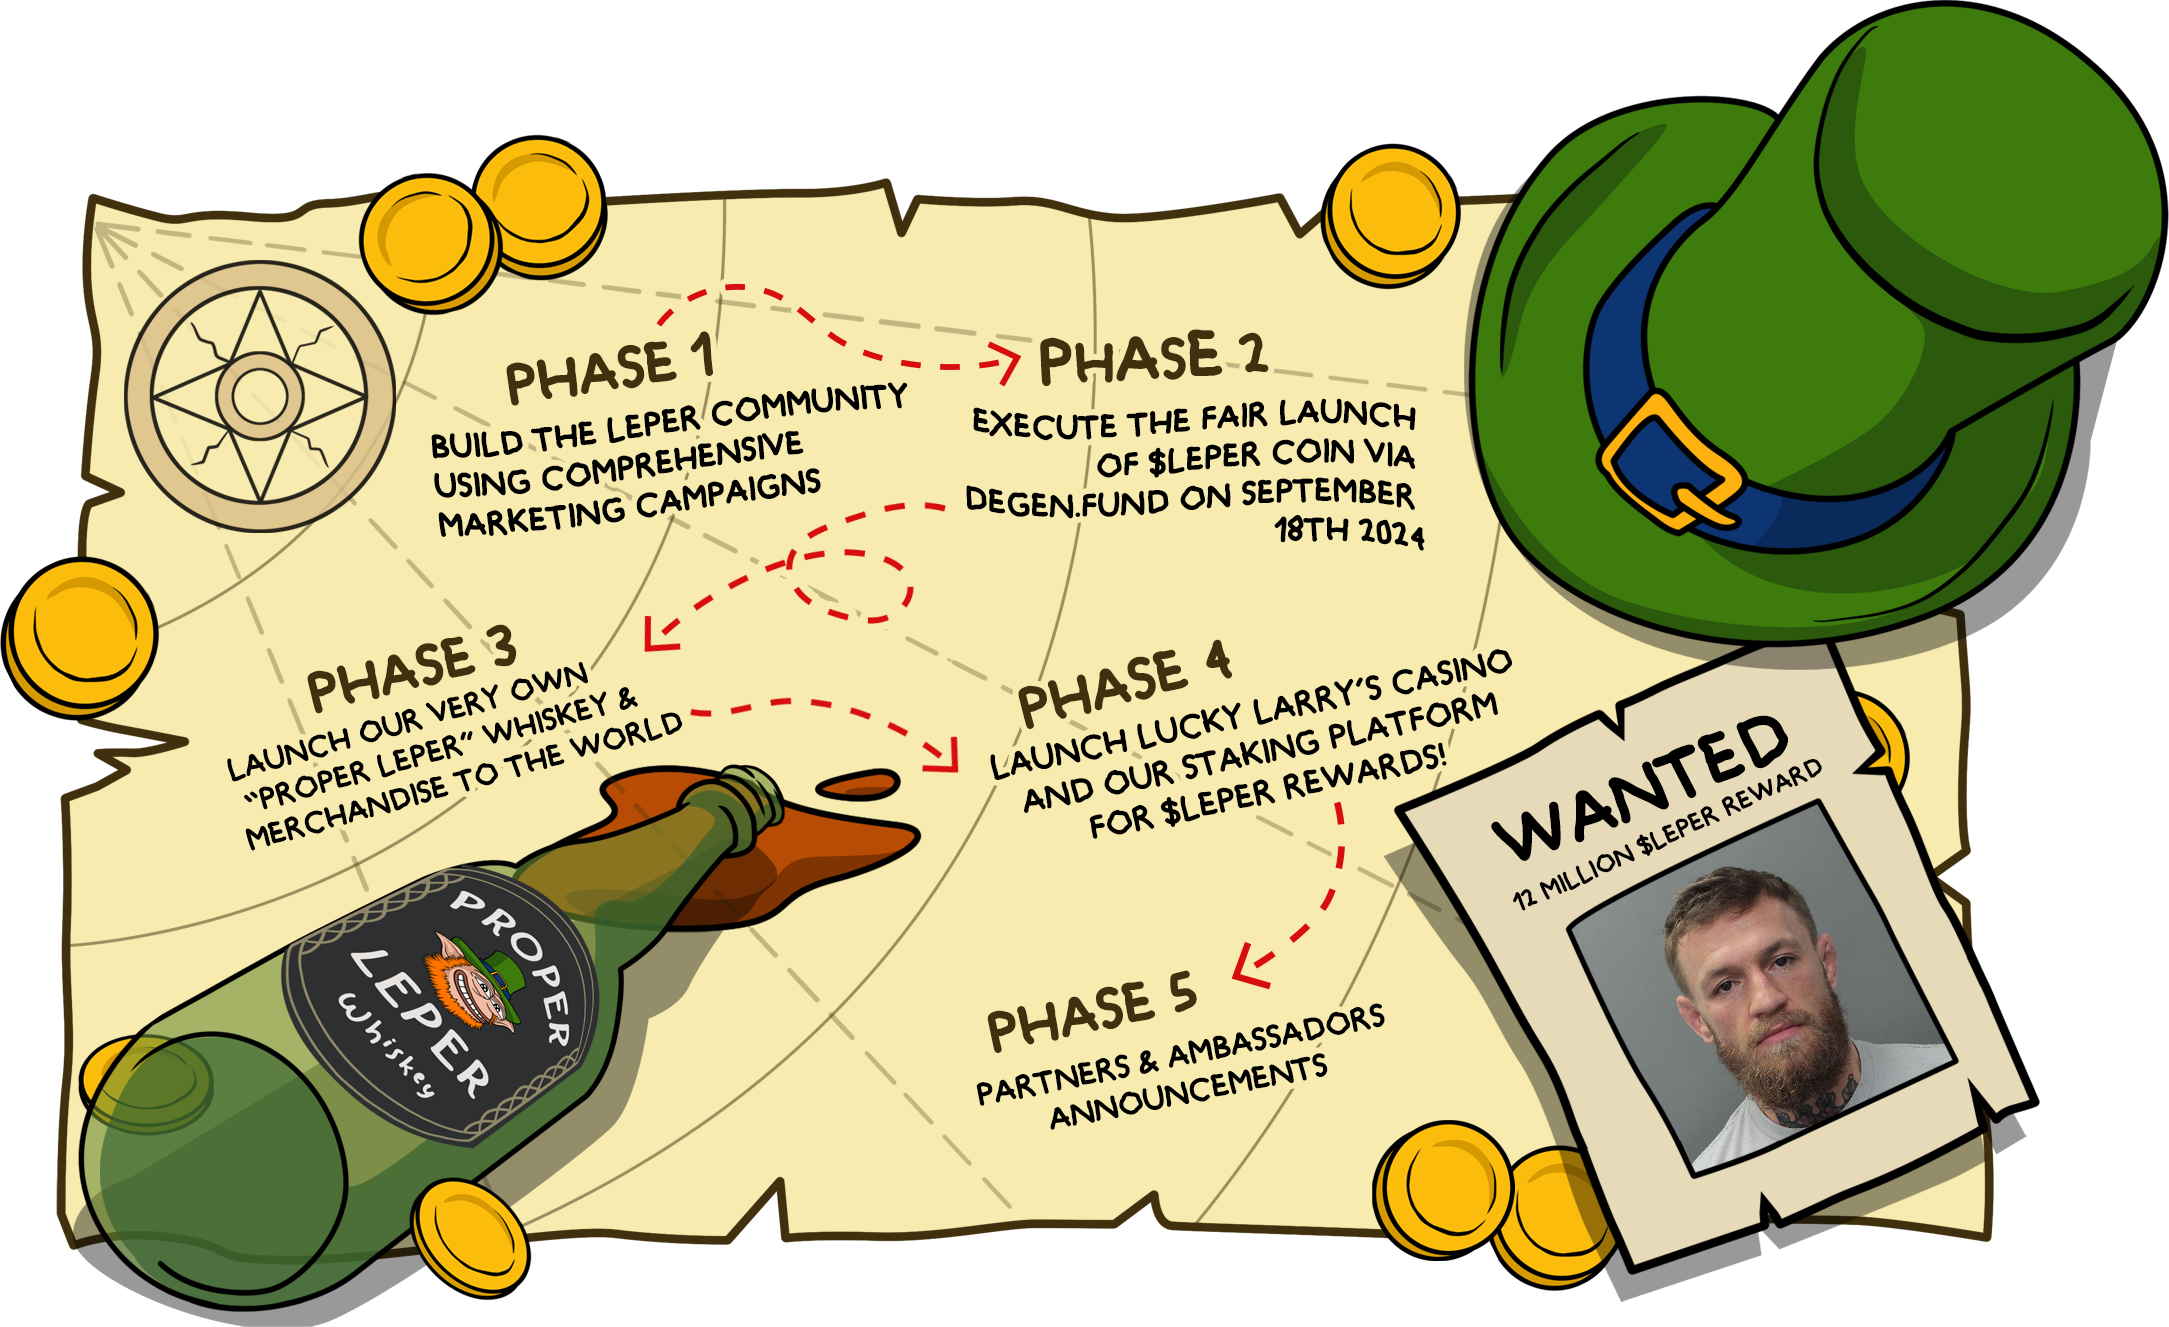 PHASE 1
BUILD THE LEPER COMMUNITY
USING COMPREHENSIVE
MARKETING CAMPAIGNS
PHASE 2
EXECUTE THE FAIR LAUNCH
OF $LEPER COIN VIA
DEGEN.FUND ON SEPTEMBER
18TH 2024
PHASE 3
LAUNCH OUR VERY OWN
“PROPER LEPER” WHISKEY &
MERCHANDISE TO THE WORLD
PHASE 4
LAUNCH LUCKY LARRY’S CASINO
AND OUR STAKING PLATFORM
FOR $LEPER REWARDS!
PHASE 5
PARTNERS & AMBASSADORS
ANNOUNCEMENTS
WANTED
12 MILLION $LEPER REWARD
PROPER
LEPER
Whiskey